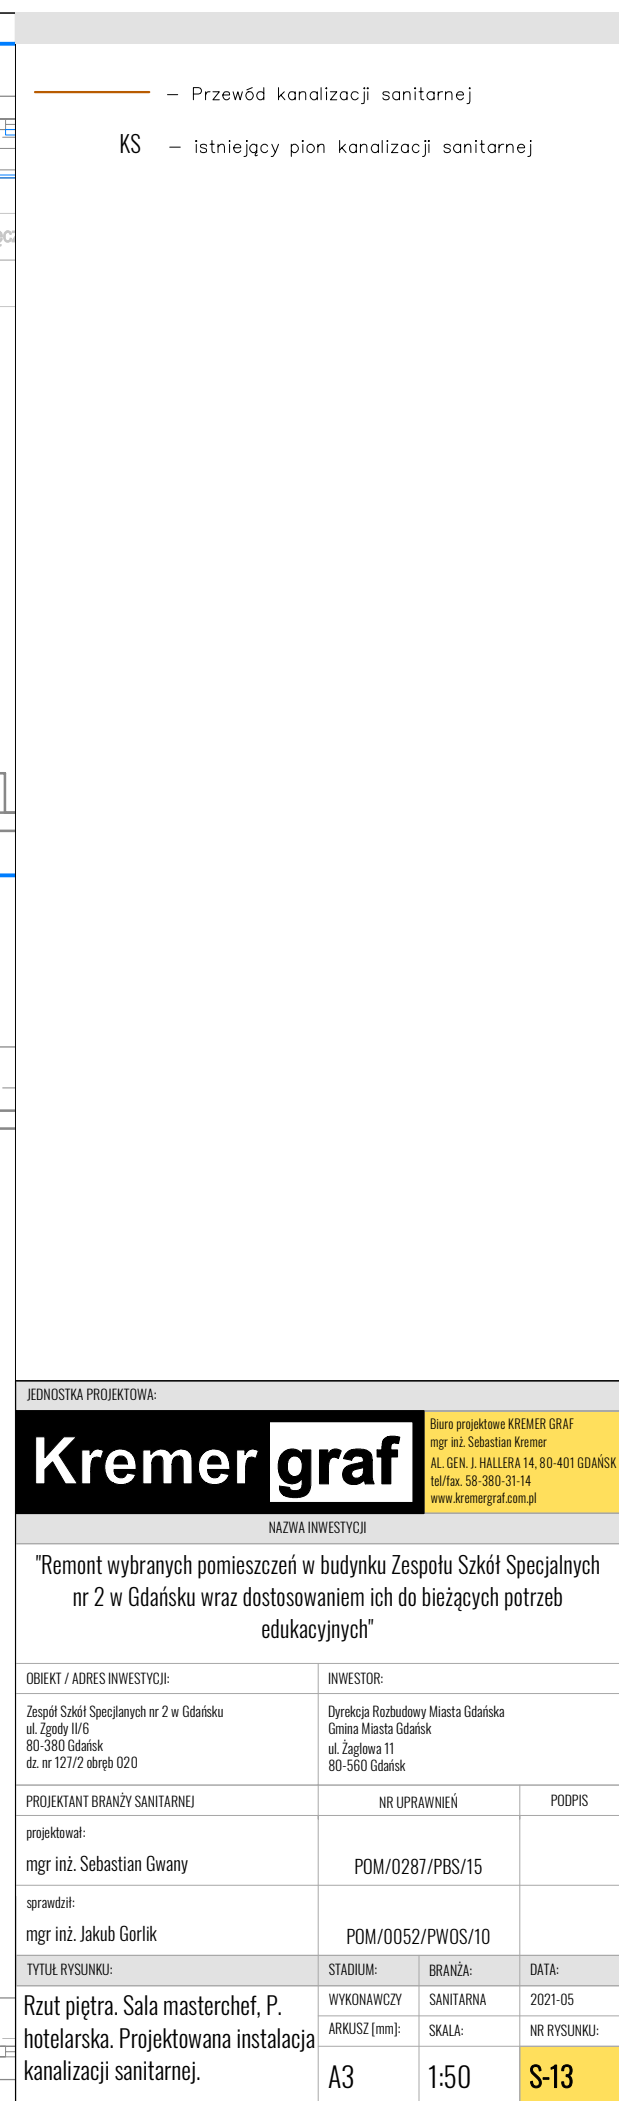 – Przewód kanalizacji sanitarnej
KS – istniejący pion kanalizacji sanitarnej
JEDNOSTKA PROJEKTOWA:
Kremer graf
Biuro projektowe KREMER GRAF
mgr inż. Sebastian Kremer
AL. GEN. J. HALLERA 14, 80-401 GDAŃSK
tel/fax. 58-380-31-14
www.kremergraf.com.pl
NAZWA INWESTYCJI
"Remont wybranych pomieszczeń w budynku Zespołu Szkół Specjalnych
nr 2 w Gdańsku wraz dostosowaniem ich do bieżących potrzeb
edukacyjnych"
OBIEKT / ADRES INWESTYCJI:
Zespół Szkół Specjlanych nr 2 w Gdańsku
ul. Zgody II/6
80-380 Gdańsk
dz. nr 127/2 obręb 020
INWESTOR:
Dyrekcja Rozbudowy Miasta Gdańska
Gmina Miasta Gdańsk
ul. Żaglowa 11
80-560 Gdańsk
PROJEKTANT BRANŻY SANITARNEJ
NR UPRAWNIEŃ
PODPIS
projektował:
mgr inż. Sebastian Gwany
POM/0287/PBS/15
sprawdził:
mgr inż. Jakub Gorlik
POM/0052/PWOS/10
TYTUŁ RYSUNKU:
Rzut piętra. Sala masterchef, P.
hotelarska. Projektowana instalacja
kanalizacji sanitarnej.
STADIUM:
BRANŻA:
DATA:
WYKONAWCZY
SANITARNA
2021-05
ARKUSZ [mm]:
SKALA:
NR RYSUNKU:
A3
1:50
S-13